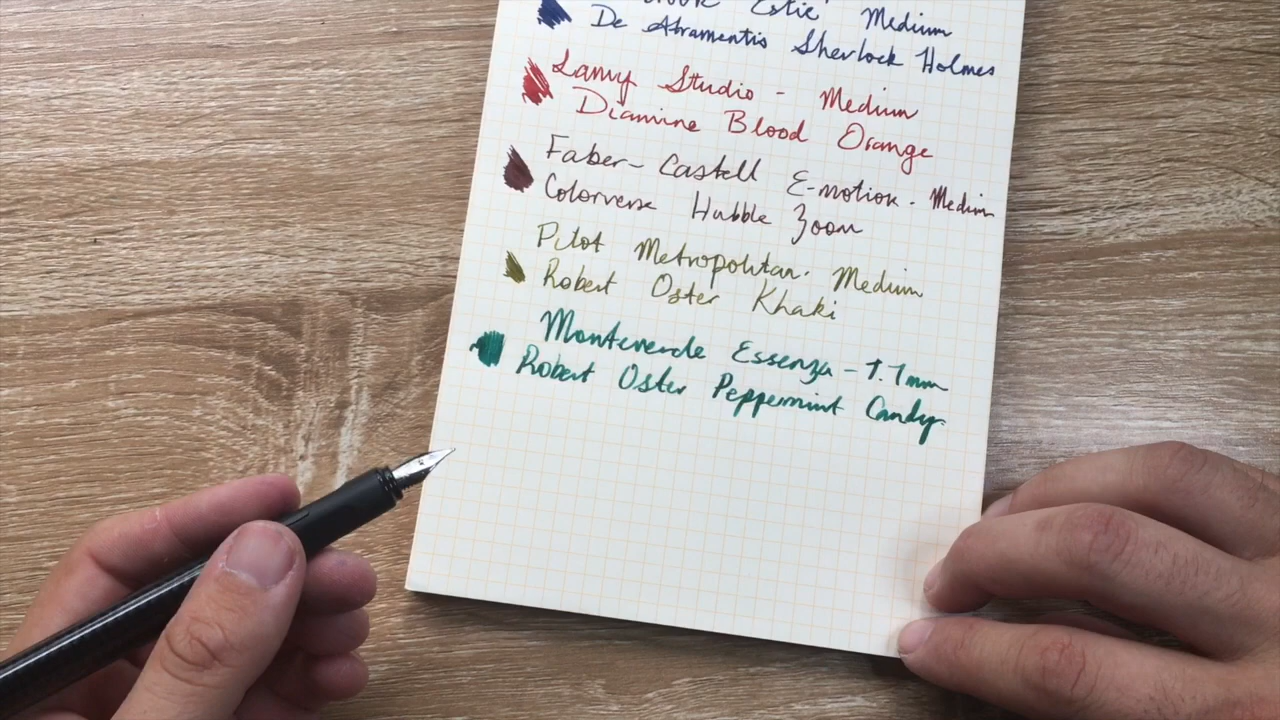 Estie Medium
De Atramentis Sherlock Holmes
Lamy Studio - Medium
Diamine Blood Orange
Faber-Castell E-motion - Medium
Colorverse Hubble Zoom
Pilot Metropolitan - Medium
Robert Oster Khaki
Monteverde Essenza - 1.1mm
Robert Oster Peppermint Candy